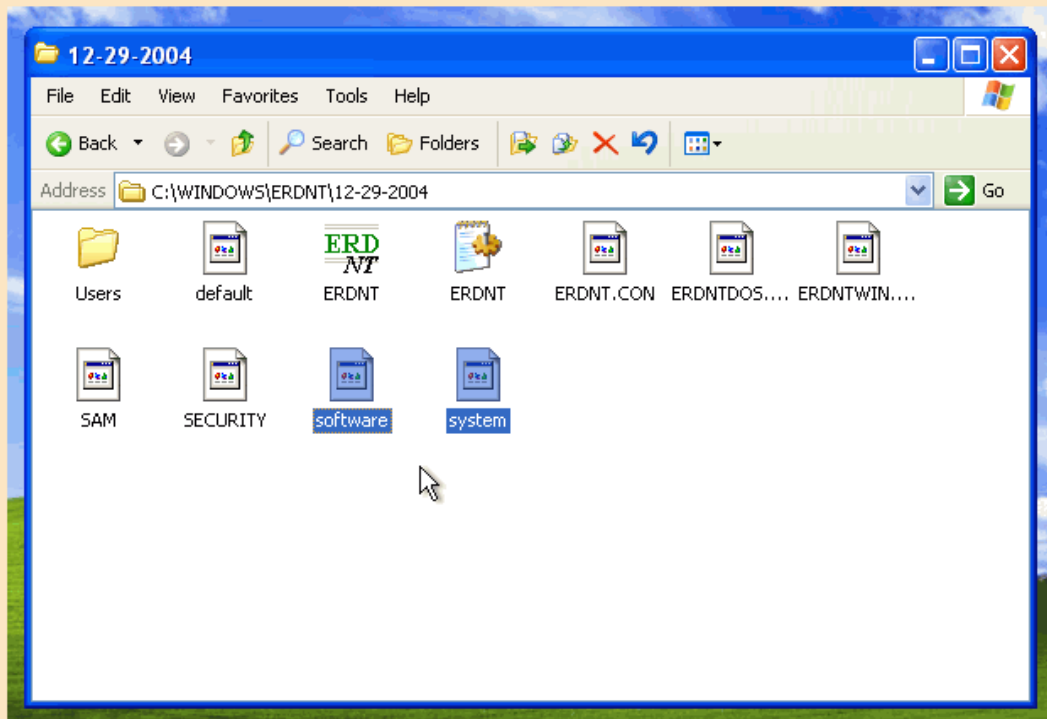 12-29-2004
File Edit View Favorites Tools Help
Back Search Folders
Address C:\WINDOWS\ERDNT\12-29-2004 Go
ERD
NT
Users default ERDNT ERDNT ERDNT.CON ERDNTDOS.... ERDNTWIN....
SAM SECURITY software system